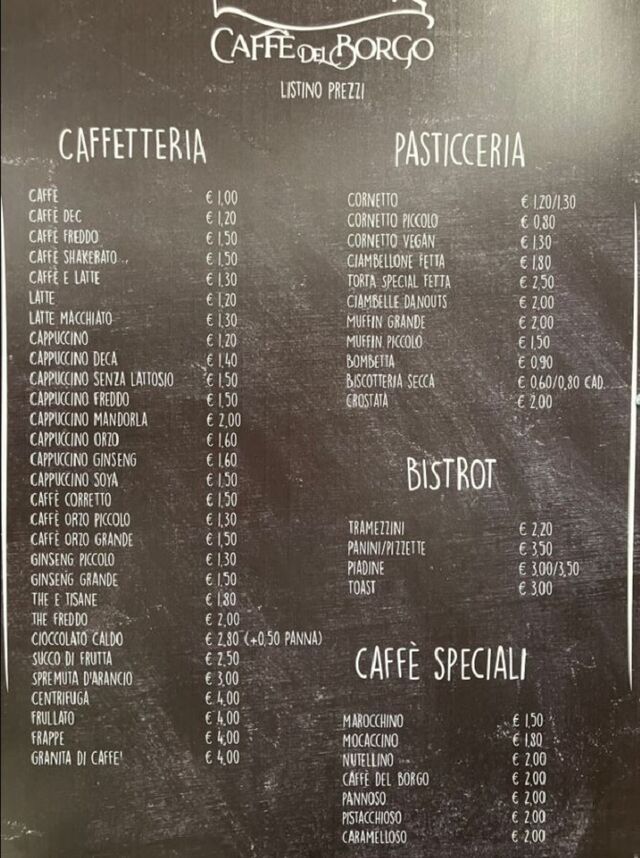 CAFFÈ DEL BORGO
LISTINO PREZZI
CAFFETTERIA
CAFFÈ € 1,00
CAFFÈ DEC € 1,20
CAFFÈ FREDDO € 1,50
CAFFÈ SHAKERATO € 1,50
CAFFÈ E LATTE € 1,30
LATTE € 1,20
LATTE MACCHIATO € 1,30
CAPPUCCINO € 1,20
CAPPUCCINO DECA € 1,40
CAPPUCCINO SENZA LATTOSIO € 1,50
CAPPUCCINO FREDDO € 1,50
CAPPUCCINO MANDORLA € 2,00
CAPPUCCINO ORZO € 1,60
CAPPUCCINO GINSENG € 1,60
CAPPUCCINO SOYA € 1,50
CAFFÈ CORRETTO € 1,50
CAFFÈ ORZO PICCOLO € 1,30
CAFFÈ ORZO GRANDE € 1,50
GINSENG PICCOLO € 1,30
GINSENG GRANDE € 1,50
THE E TISANE € 1,80
THE FREDDO € 2,00
CIOCCOLATO CALDO € 2,80 (+0,50 PANNA)
SUCCO DI FRUTTA € 2,50
SPREMUTA D'ARANCIO € 3,00
CENTRIFUGA € 4,00
FRULLATO € 4,00
FRAPPE € 4,00
GRANITA DI CAFFE' € 4,00
PASTICCERIA
CORNETTO € 1,20/1,30
CORNETTO PICCOLO € 0,80
CORNETTO VEGAN € 1,30
CIAMBELLONE FETTA € 1,80
TORTA SPECIAL FETTA € 2,50
CIAMBELLE DANOUTS € 2,00
MUFFIN GRANDE € 2,00
MUFFIN PICCOLO € 1,50
BOMBETTA € 0,90
BISCOTTERIA SECCA € 0,60/0,80 CAD.
CROSTATA € 2,00
BISTROT
TRAMEZZINI € 2,20
PANINI/PIZZETTE € 3,50
PIADINE € 3,00/3,50
TOAST € 3,00
CAFFÈ SPECIALI
MAROCCHINO € 1,50
MOCACCINO € 1,80
NUTELLINO € 2,00
CAFFÈ DEL BORGO € 2,00
PANNOSO € 2,00
PISTACCHIOSO € 2,00
CARAMELLOSO € 2,00